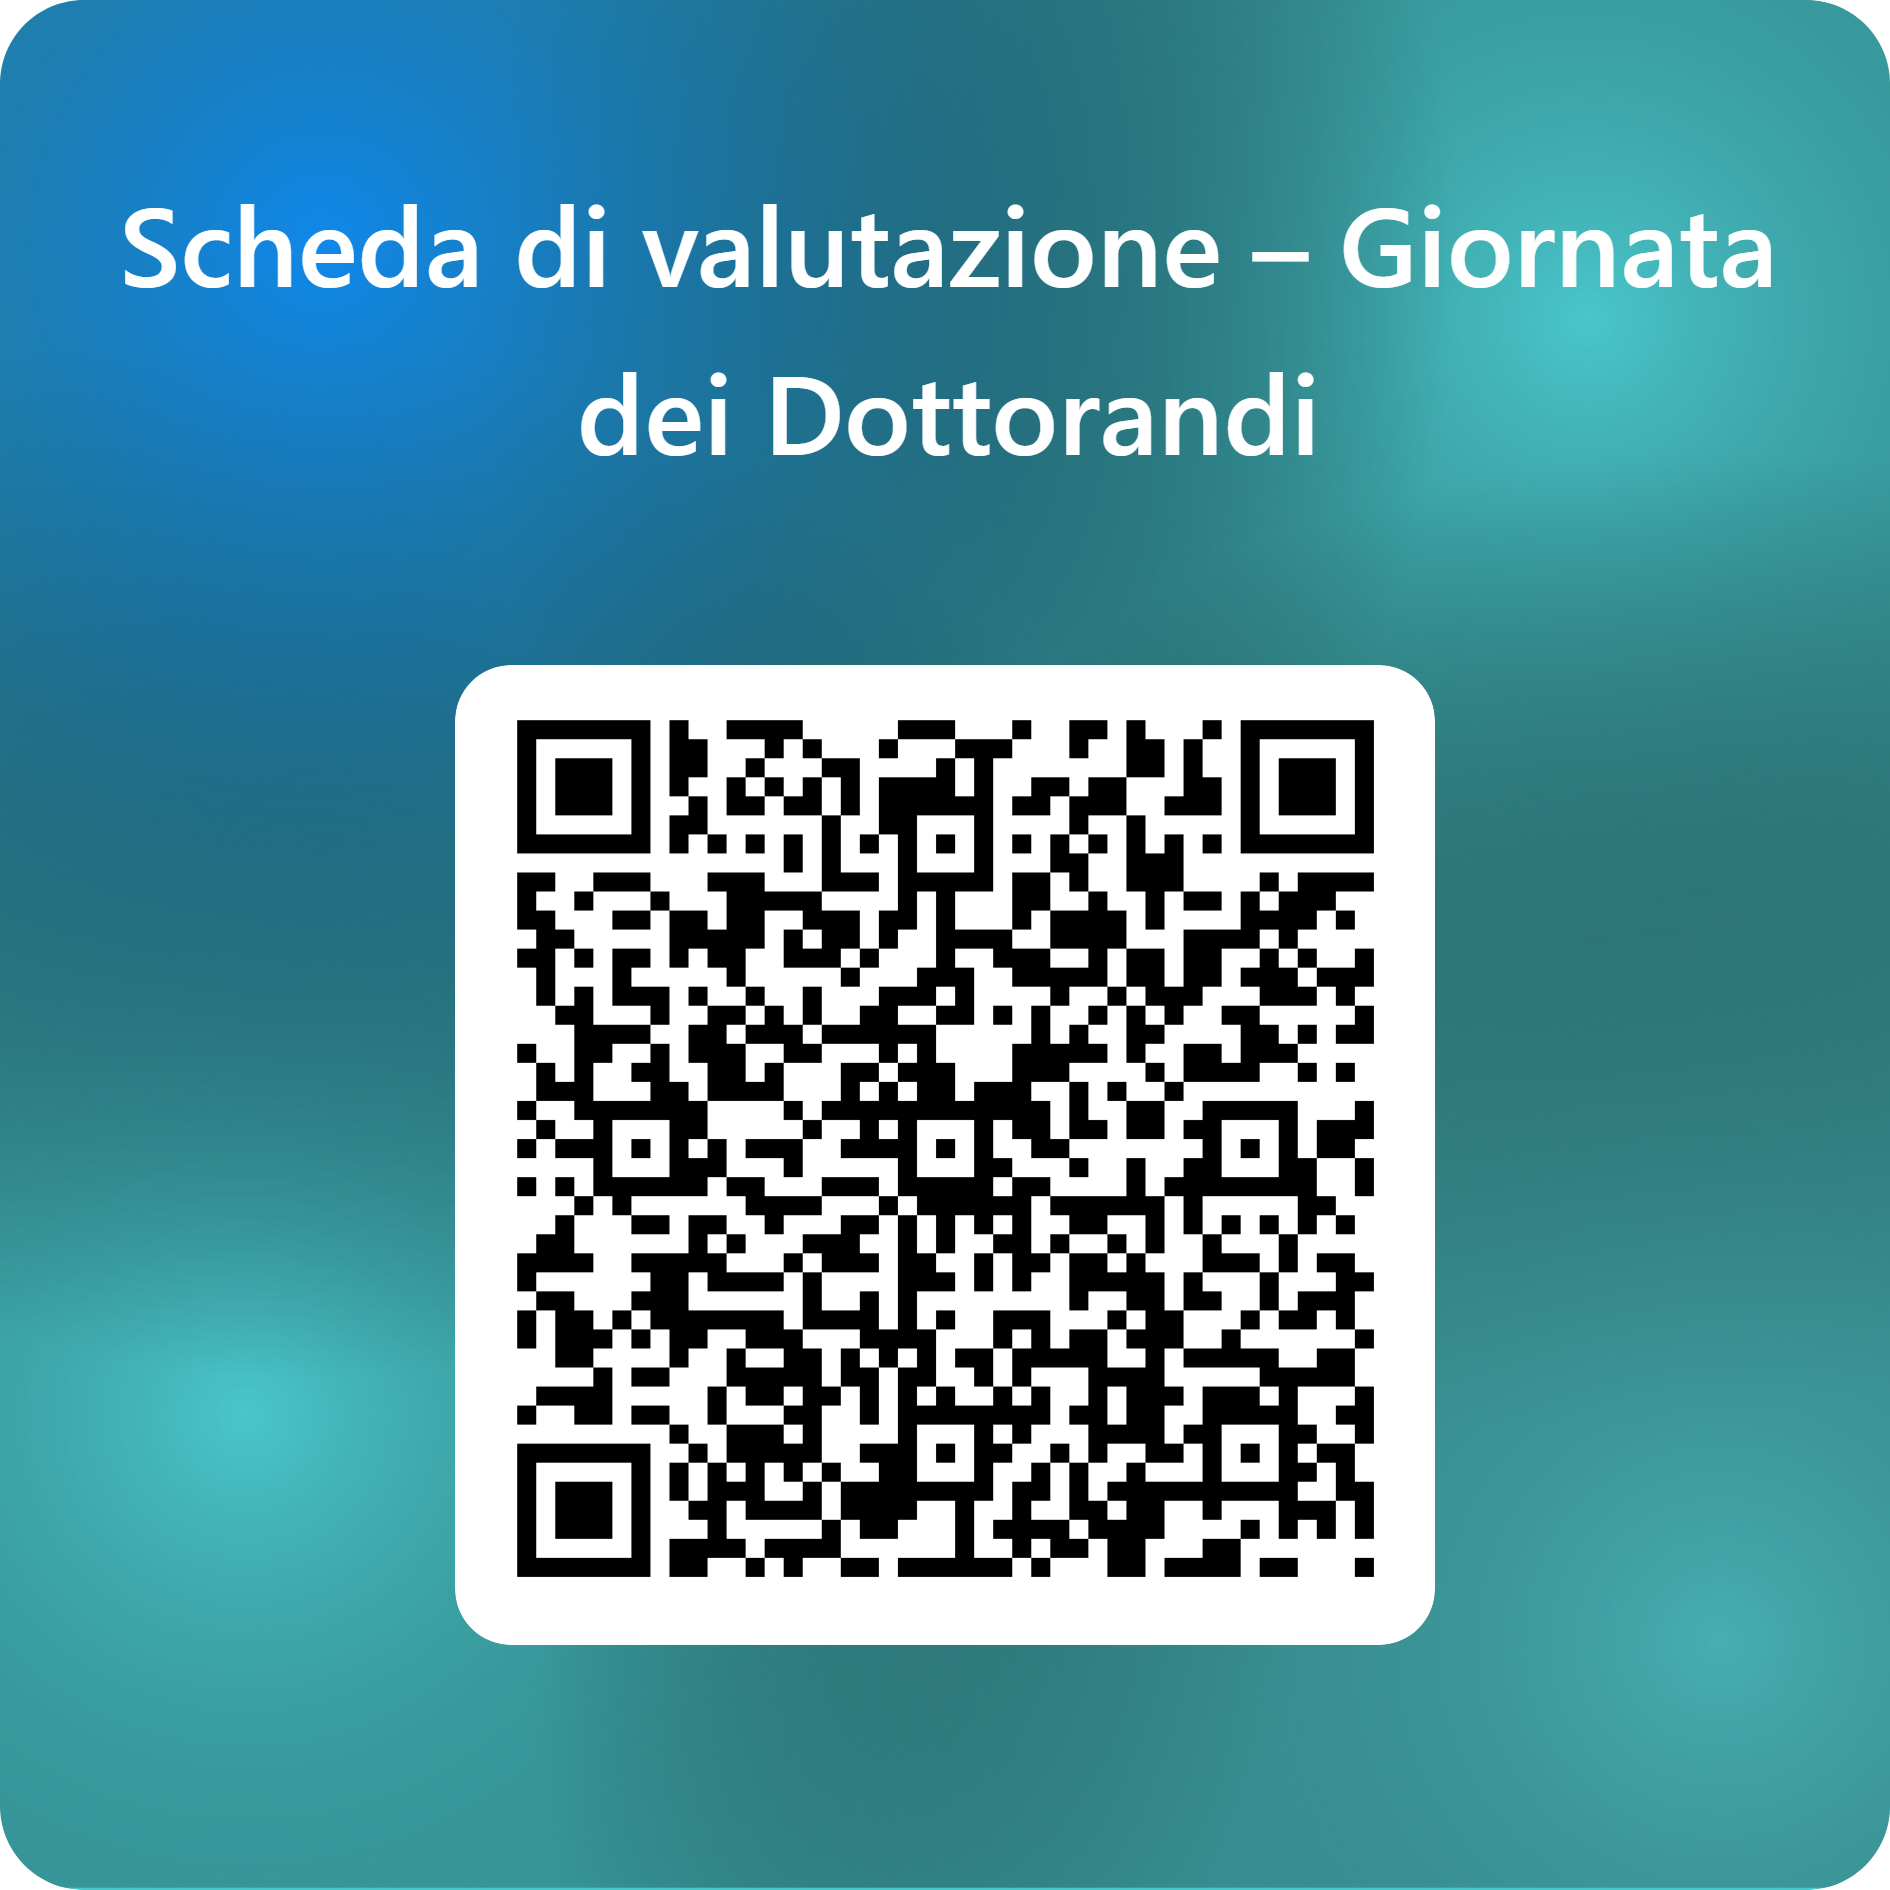 Scheda di valutazione – Giornata
dei Dottorandi